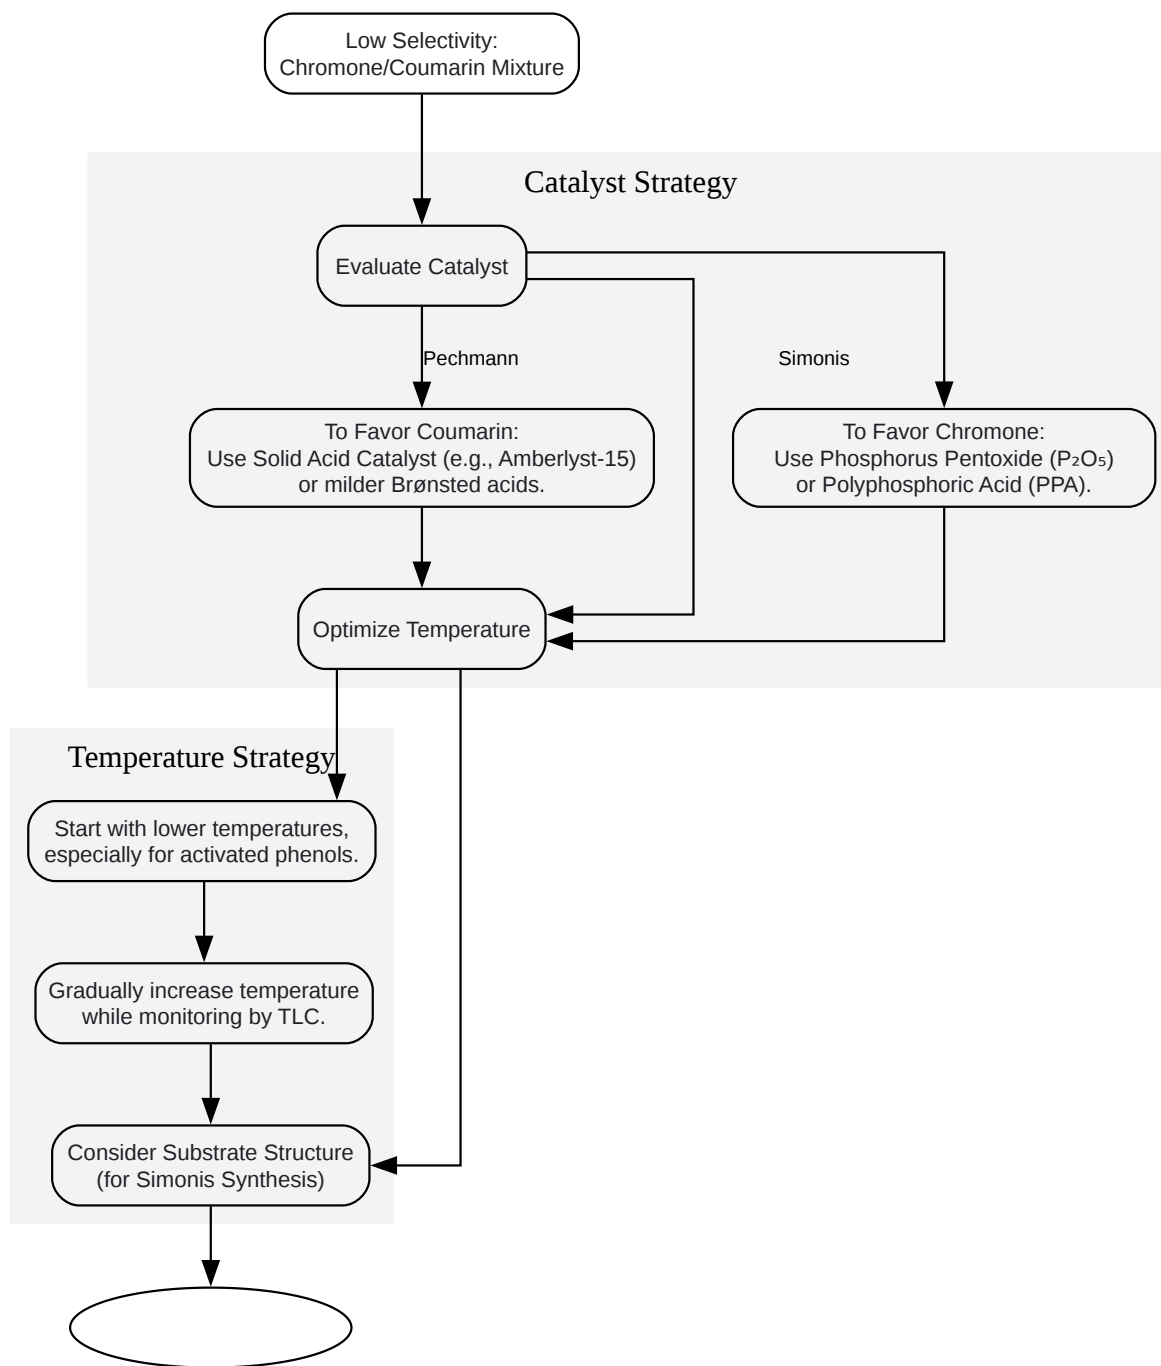 Low Selectivity:
Chromone/Coumarin Mixture
Catalyst Strategy
Evaluate Catalyst
Pechmann
Simonis
To Favor Coumarin:
Use Solid Acid Catalyst (e.g., Amberlyst-15)
or milder Brønsted acids.
To Favor Chromone:
Use Phosphorus Pentoxide (P₂O₅)
or Polyphosphoric Acid (PPA).
Optimize Temperature
Temperature Strategy
Start with lower temperatures,
especially for activated phenols.
Gradually increase temperature
while monitoring by TLC.
Consider Substrate Structure
(for Simonis Synthesis)